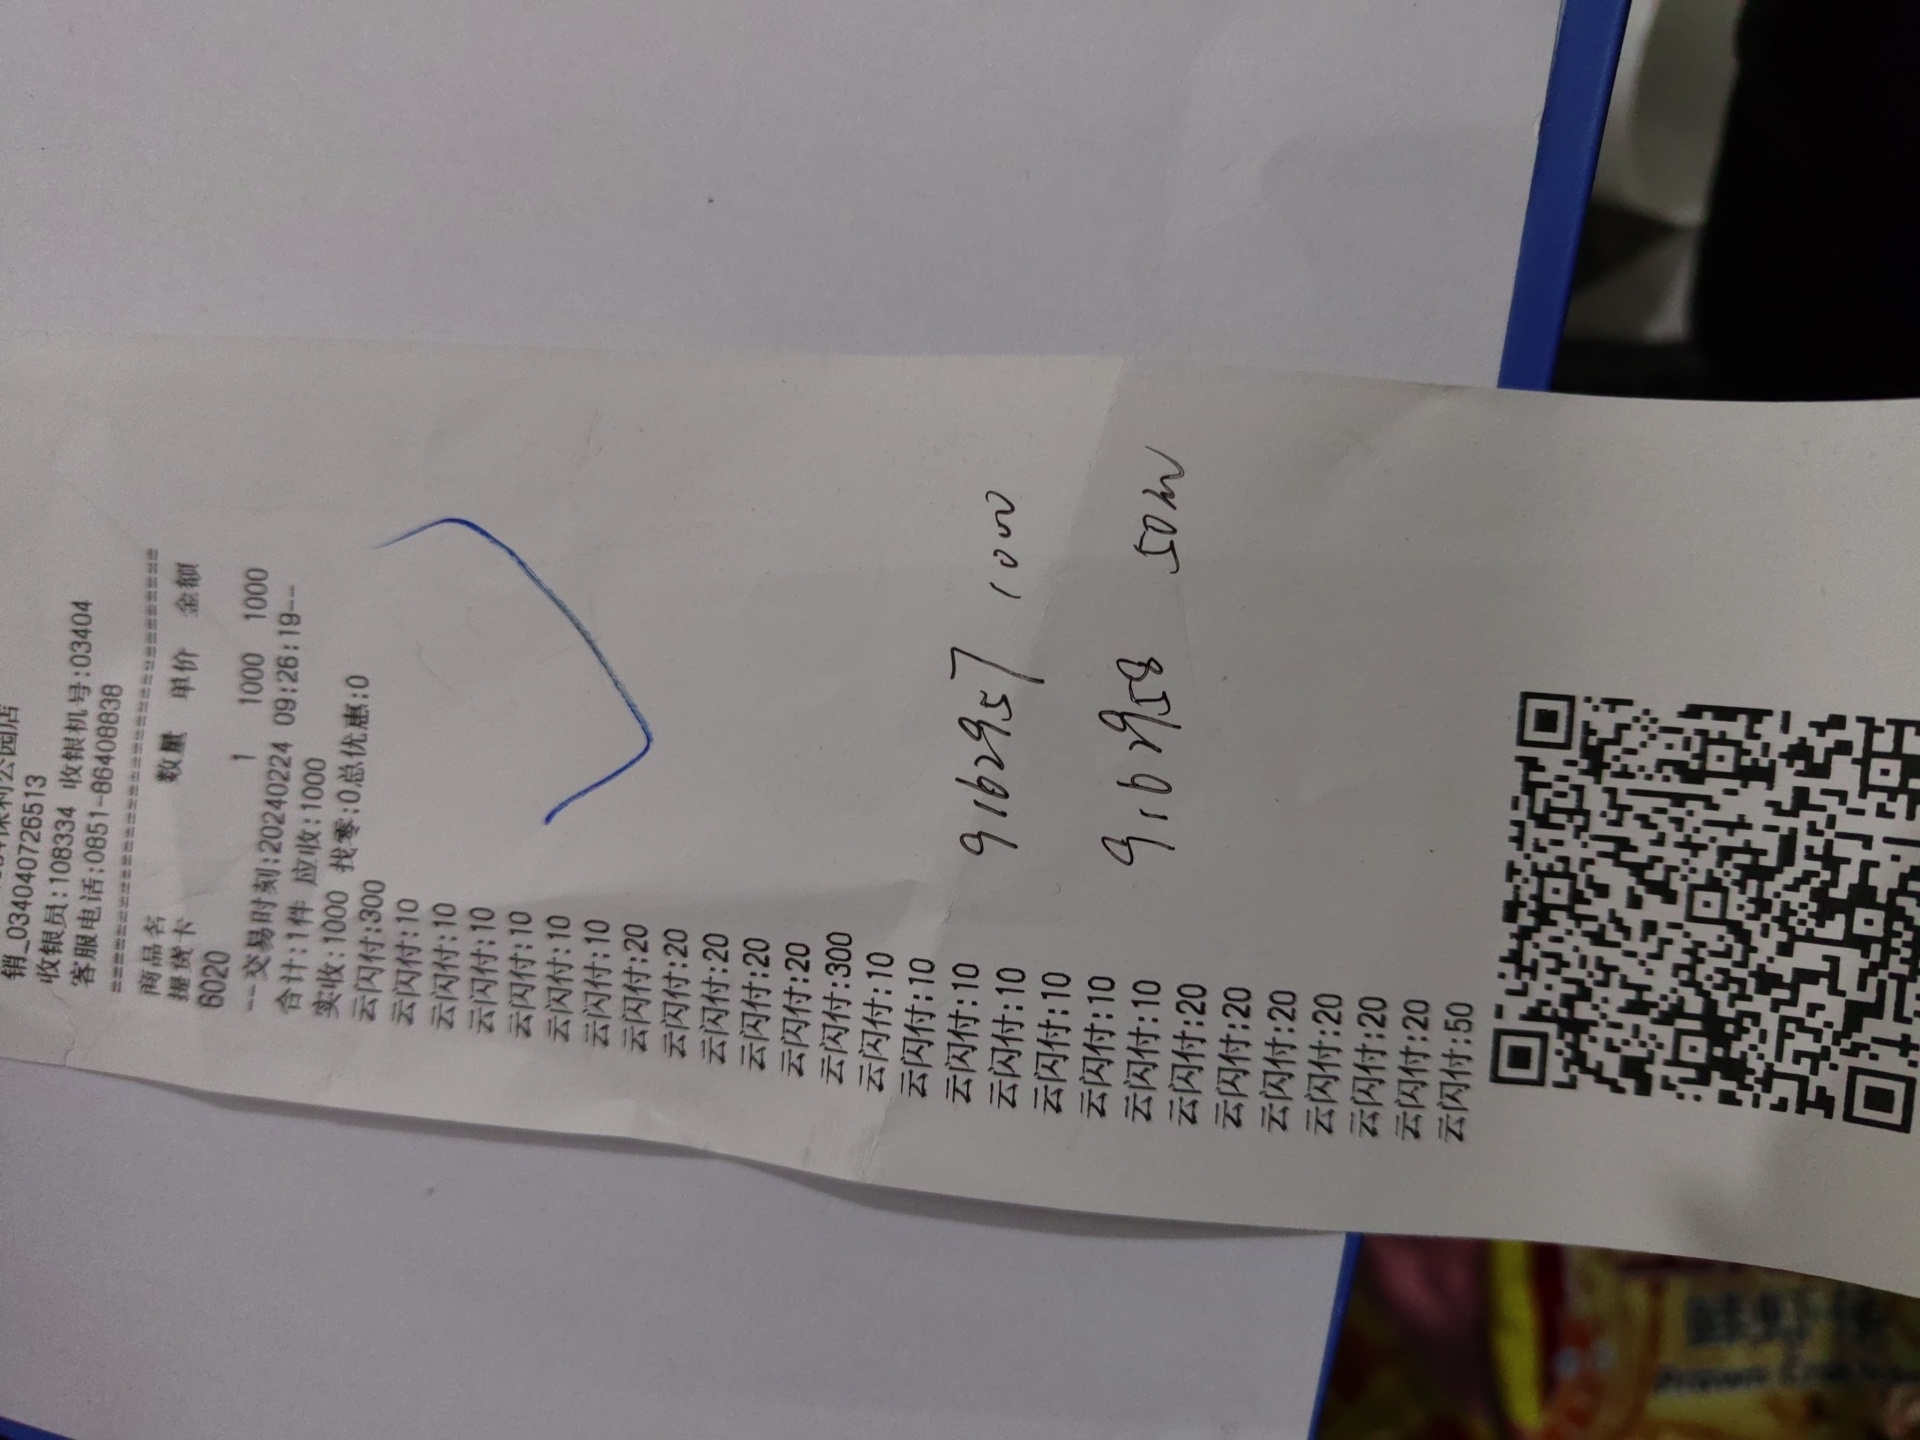 保利公园店
销_034040726513
收银员:108334 收银机号:03404
客服电话:0851-86408838
================================
商品名 数量 单价 金额
提货卡
6020 1 1000 1000
--交易时刻:20240224 09:26:19--
合计:1件 应收:1000
实收:1000 找零:0总优惠:0
云闪付:300
云闪付:10
云闪付:10
云闪付:10
云闪付:10
云闪付:10
云闪付:10
云闪付:20
云闪付:20
云闪付:20
云闪付:20
云闪付:20
云闪付:300
云闪付:10
云闪付:10
云闪付:10
云闪付:10
云闪付:10
云闪付:10
云闪付:10
云闪付:20
云闪付:20
云闪付:20
云闪付:20
云闪付:20
云闪付:20
云闪付:50
9162957 1000
9162958